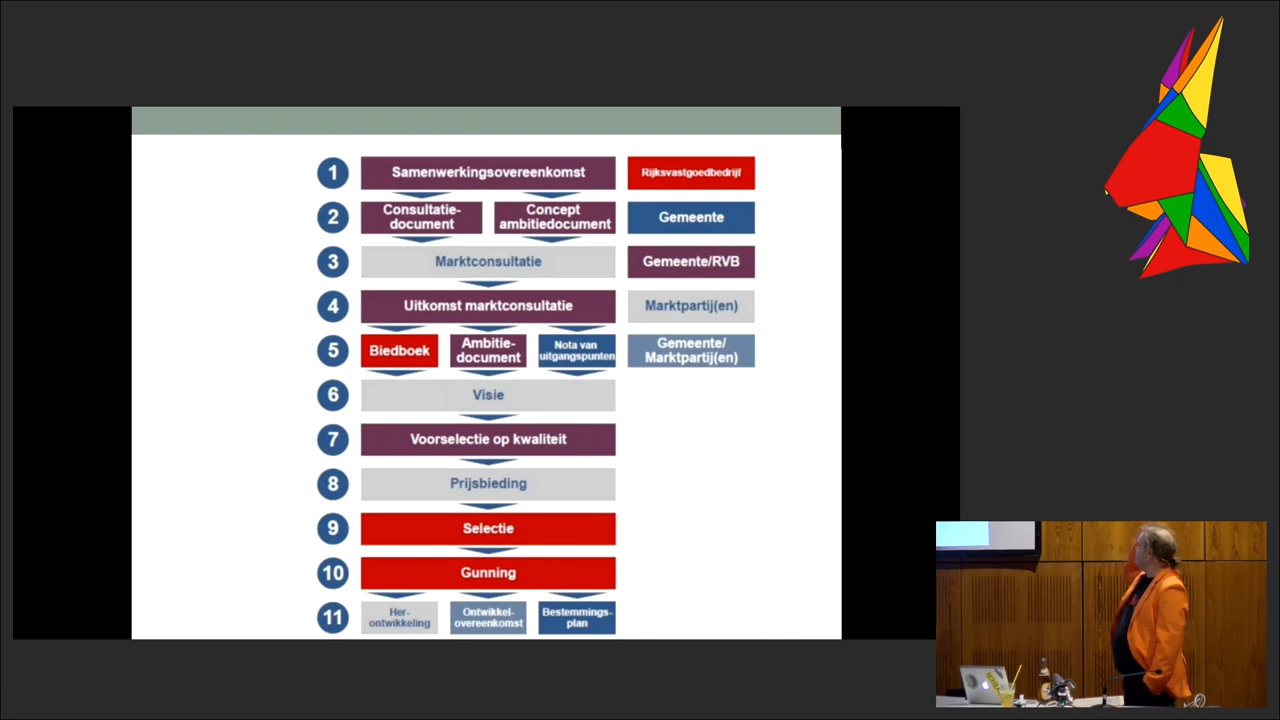 1
Samenwerkingsovereenkomst
Rijksvastgoedbedrijf
2
Consultatie-
document
Concept
ambitiedocument
Gemeente
3
Marktconsultatie
Gemeente/RVB
4
Uitkomst marktconsultatie
Marktpartij(en)
5
Biedboek
Ambitie-
document
Nota van
uitgangspunten
Gemeente/
Marktpartij(en)
6
Visie
7
Voorselectie op kwaliteit
8
Prijsbieding
9
Selectie
10
Gunning
11
Her-
ontwikkeling
Ontwikkel-
overeenkomst
Bestemmings-
plan